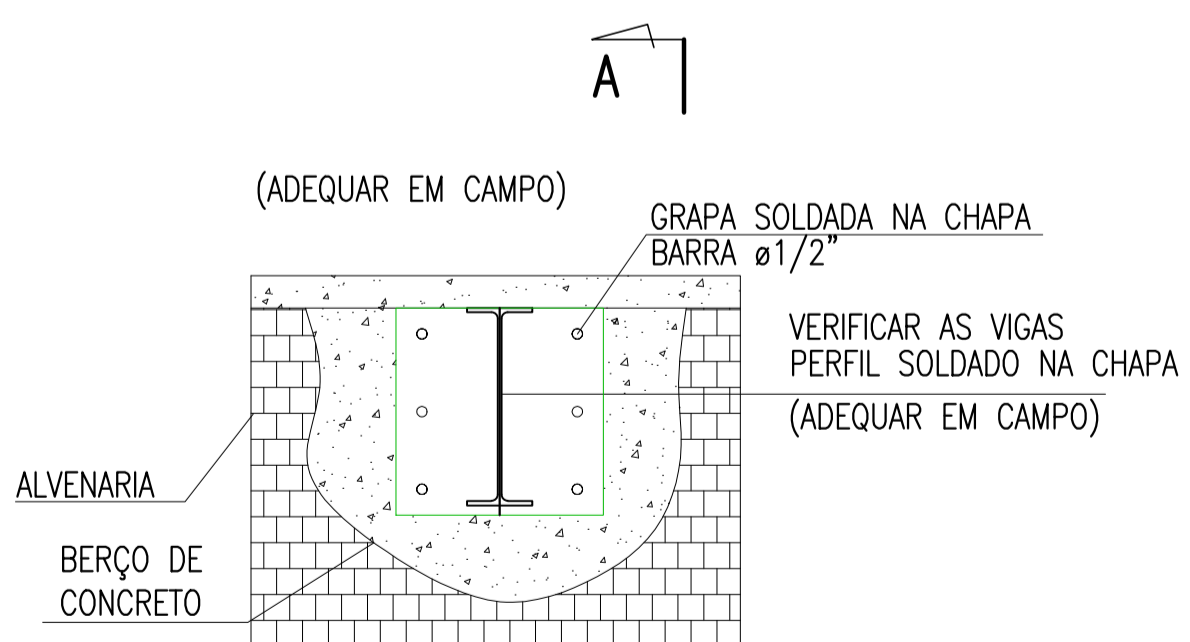 A
(ADEQUAR EM CAMPO)
GRAPA SOLDADA NA CHAPA
BARRA ø1/2"
VERIFICAR AS VIGAS
PERFIL SOLDADO NA CHAPA
(ADEQUAR EM CAMPO)
ALVENARIA
BERÇO DE
CONCRETO